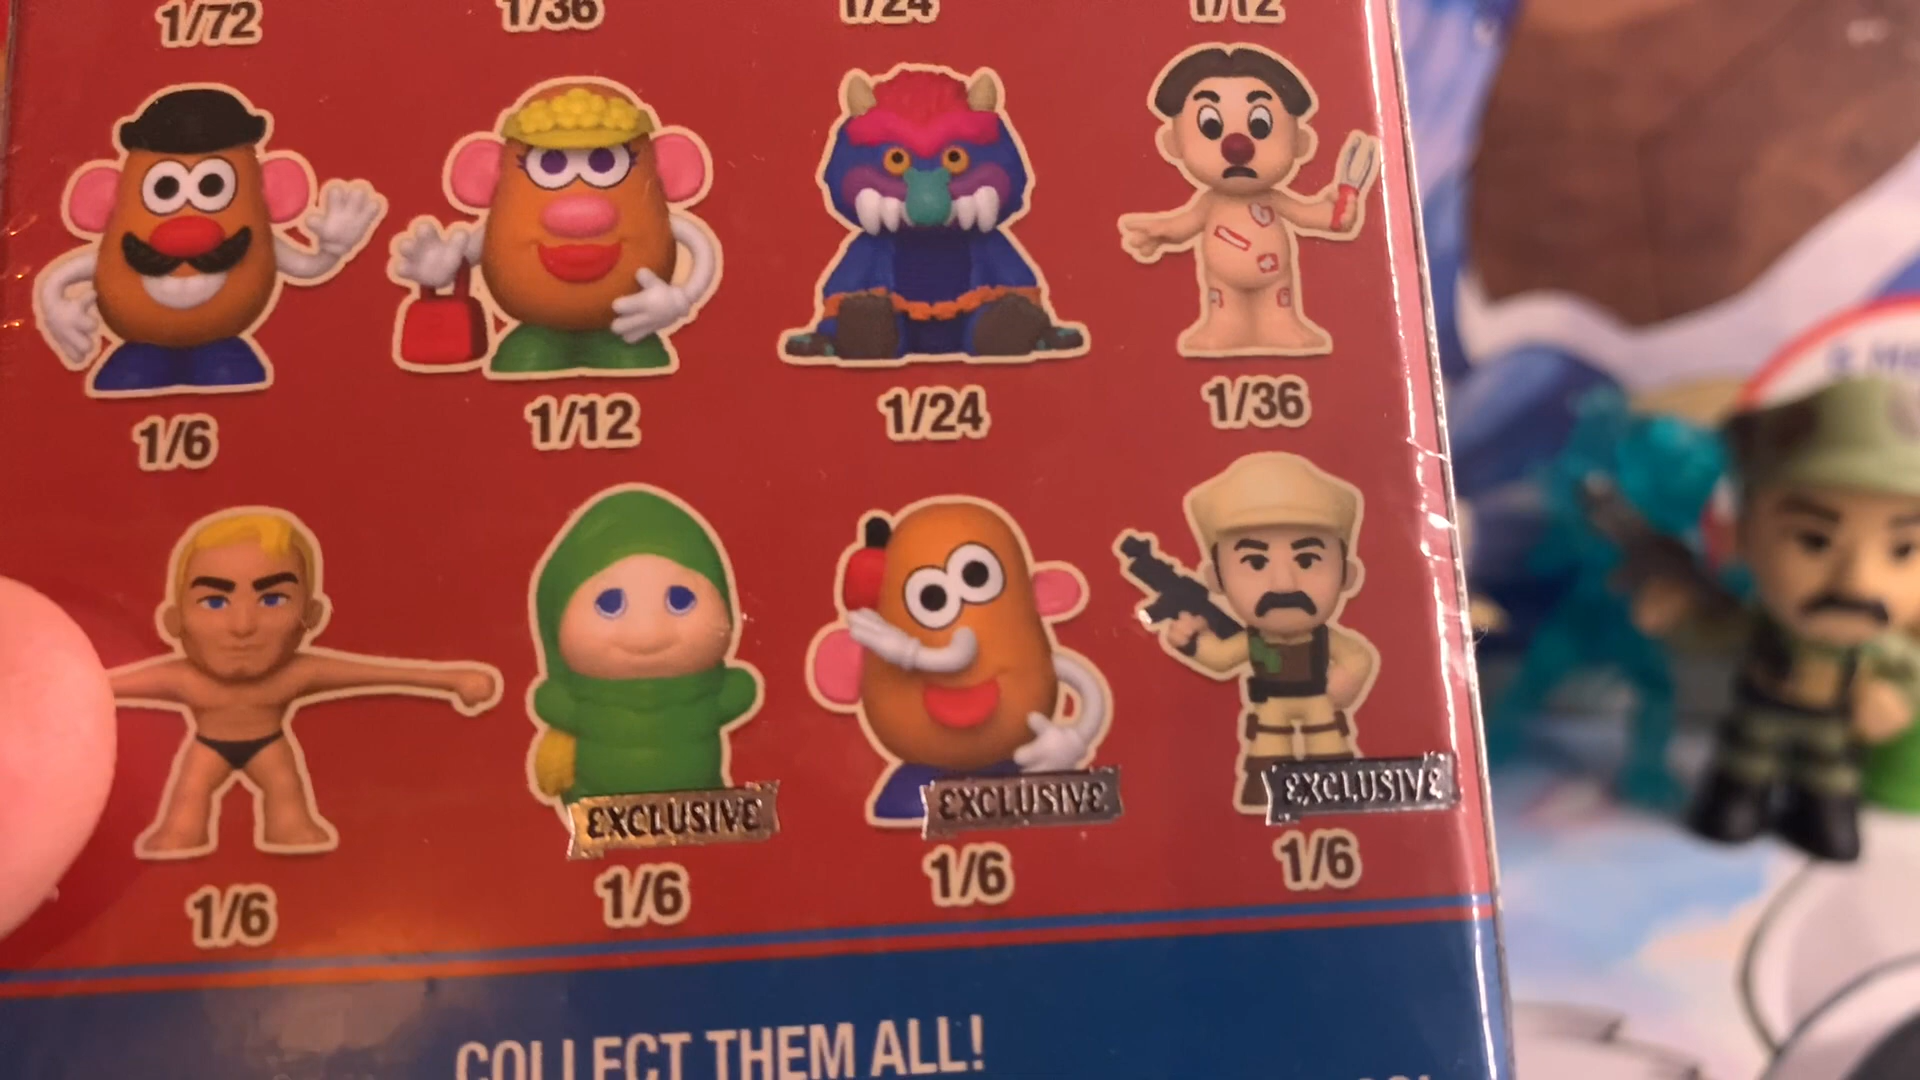 1/72 1/36 1/24 1/12
1/6 1/12 1/24 1/36
EXCLUSIVE EXCLUSIVE EXCLUSIVE
1/6 1/6 1/6 1/6
COLLECT THEM ALL!